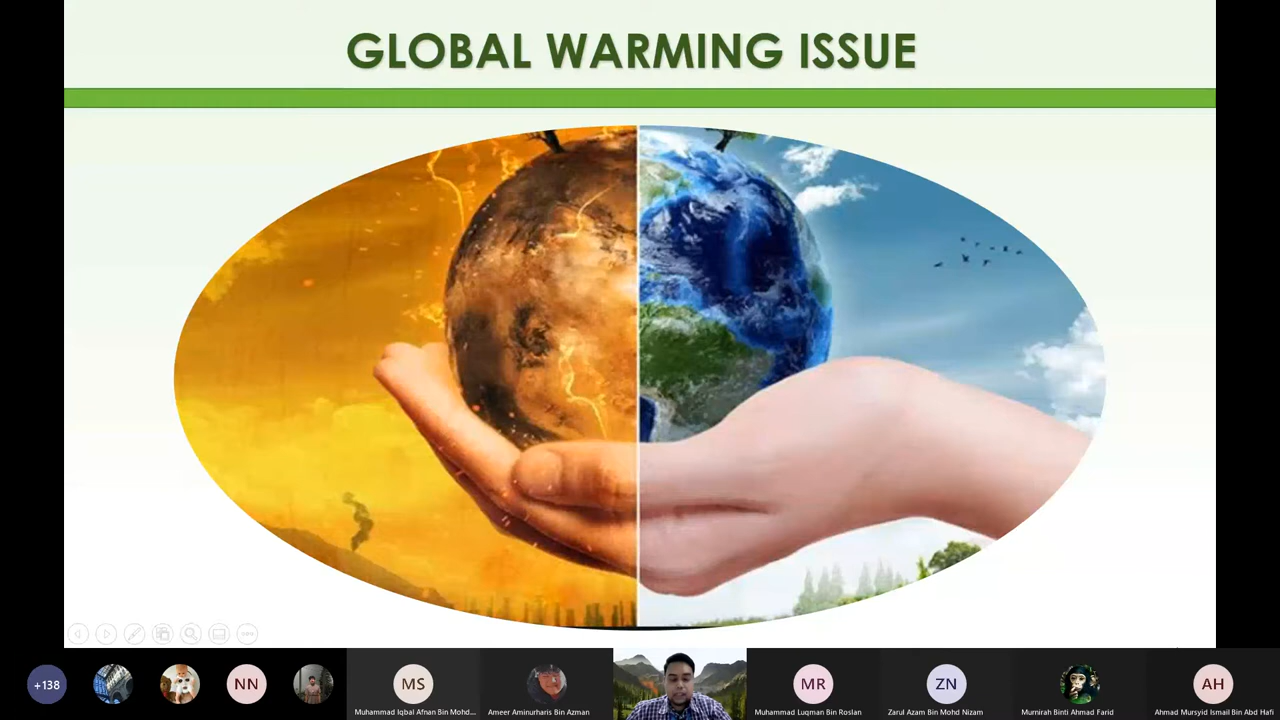 GLOBAL WARMING ISSUE
+138
NN
MS
MR
ZN
AH
Muhammad Iqbal Afnan Bin Mohd...
Ameer Aminurharis Bin Azman
Muhammad Luqman Bin Roslan
Zarul Azam Bin Mohd Nizam
Murnirah Binti Ahmad Farid
Ahmad Mursyid Ismail Bin Abd Hafi